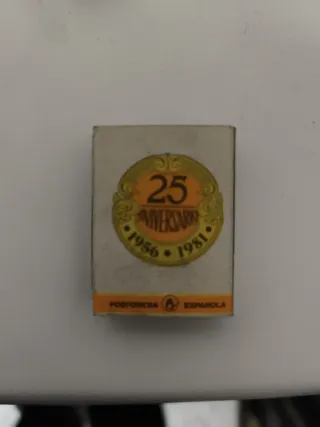 25
ANIVERSARIO
• 1956 • 1981 •
FOSFORERA ESPAÑOLA